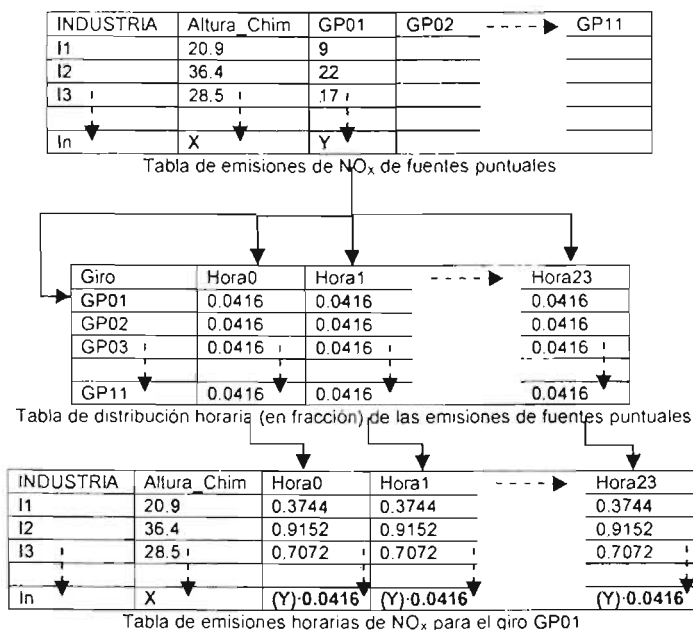 INDUSTRIA Altura_Chim GP01 GP02 GP11
I1 20.9 9
I2 36.4 22
I3 28.5 17
In X Y
Tabla de emisiones de NOx de fuentes puntuales
Giro Hora0 Hora1 Hora23
GP01 0.0416 0.0416 0.0416
GP02 0.0416 0.0416 0.0416
GP03 0.0416 0.0416 0.0416
GP11 0.0416 0.0416 0.0416
Tabla de distribución horaria (en fracción) de las emisiones de fuentes puntuales
INDUSTRIA Altura_Chim Hora0 Hora1 Hora23
I1 20.9 0.3744 0.3744 0.3744
I2 36.4 0.9152 0.9152 0.9152
I3 28.5 0.7072 0.7072 0.7072
In X (Y)·0.0416 (Y)·0.0416 (Y)·0.0416
Tabla de emisiones horarias de NOx para el giro GP01